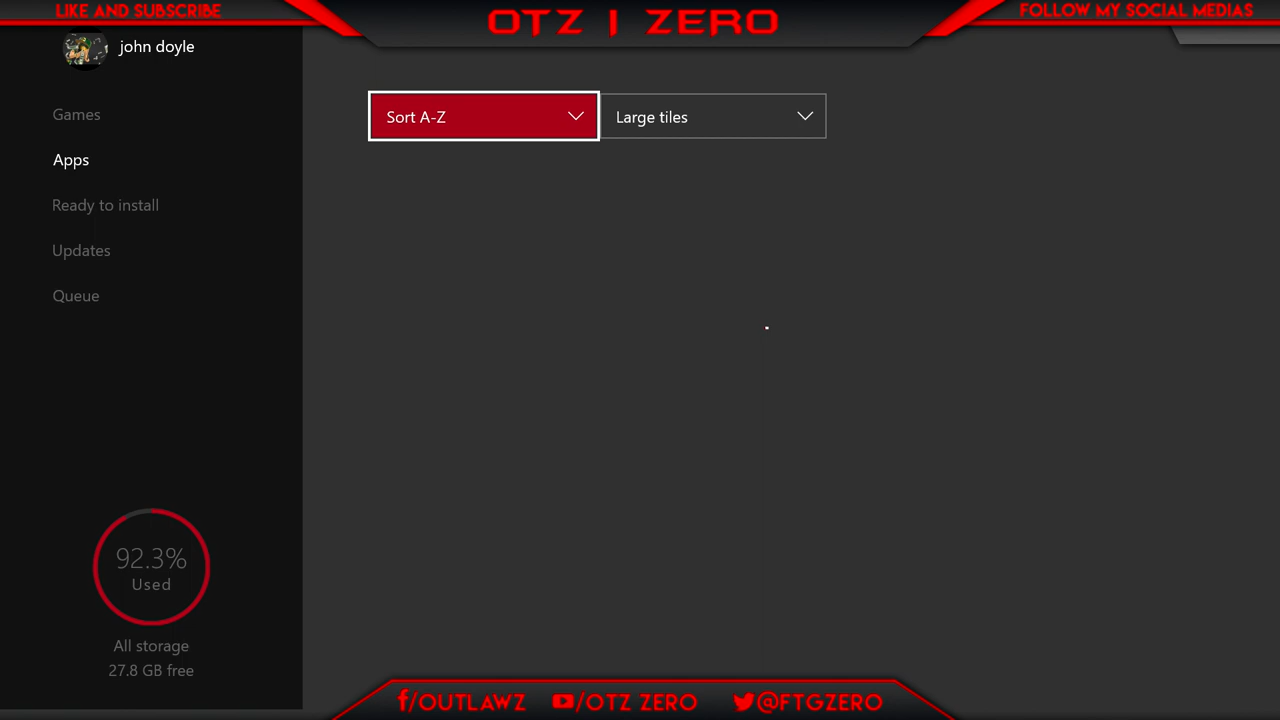 LIKE AND SUBSCRIBE
OTZ I ZERO
FOLLOW MY SOCIAL MEDIAS
john doyle
Games
Apps
Ready to install
Updates
Queue
Sort A-Z
Large tiles
92.3%
Used
All storage
27.8 GB free
f/OUTLAWZ
/OTZ ZERO
@FTGZERO